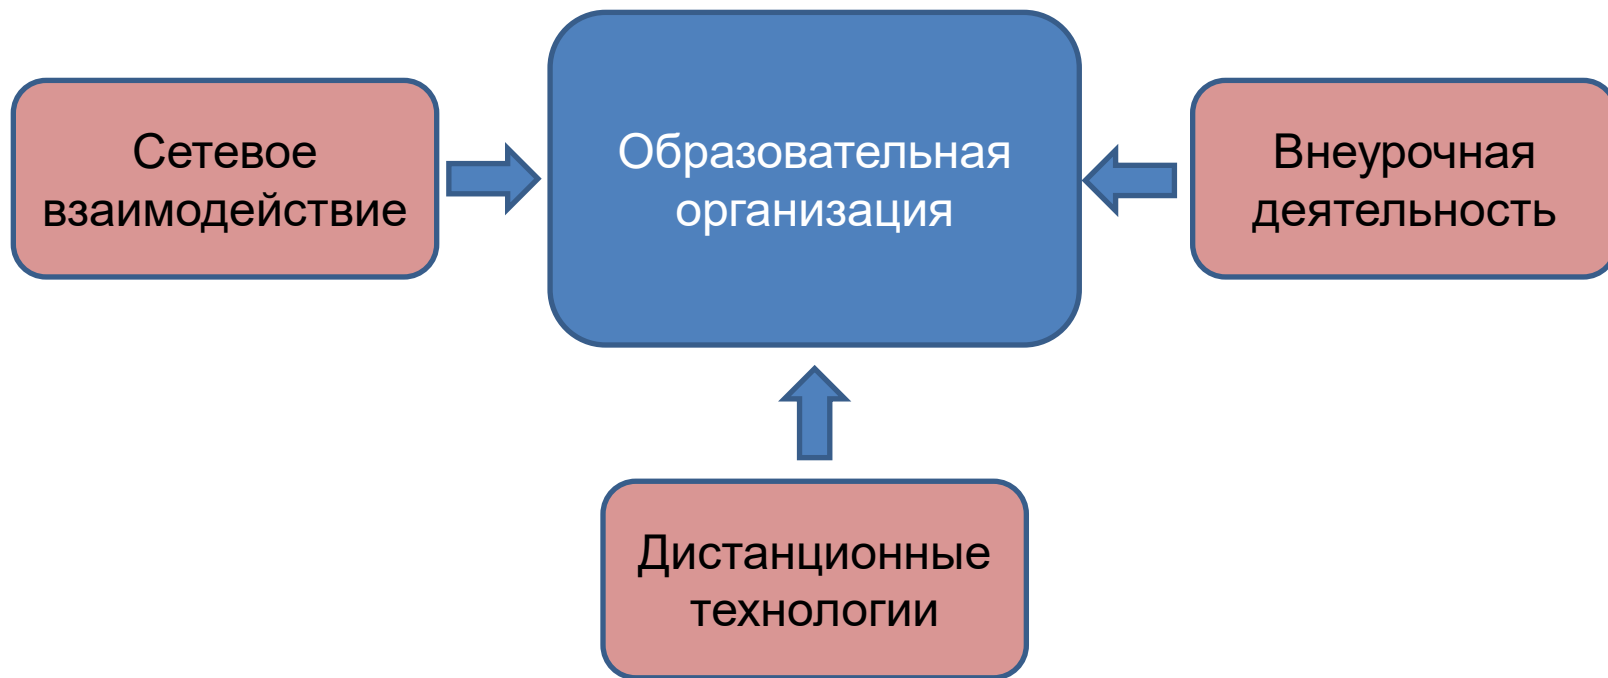 Сетевое
взаимодействие
Образовательная
организация
Внеурочная
деятельность
Дистанционные
технологии